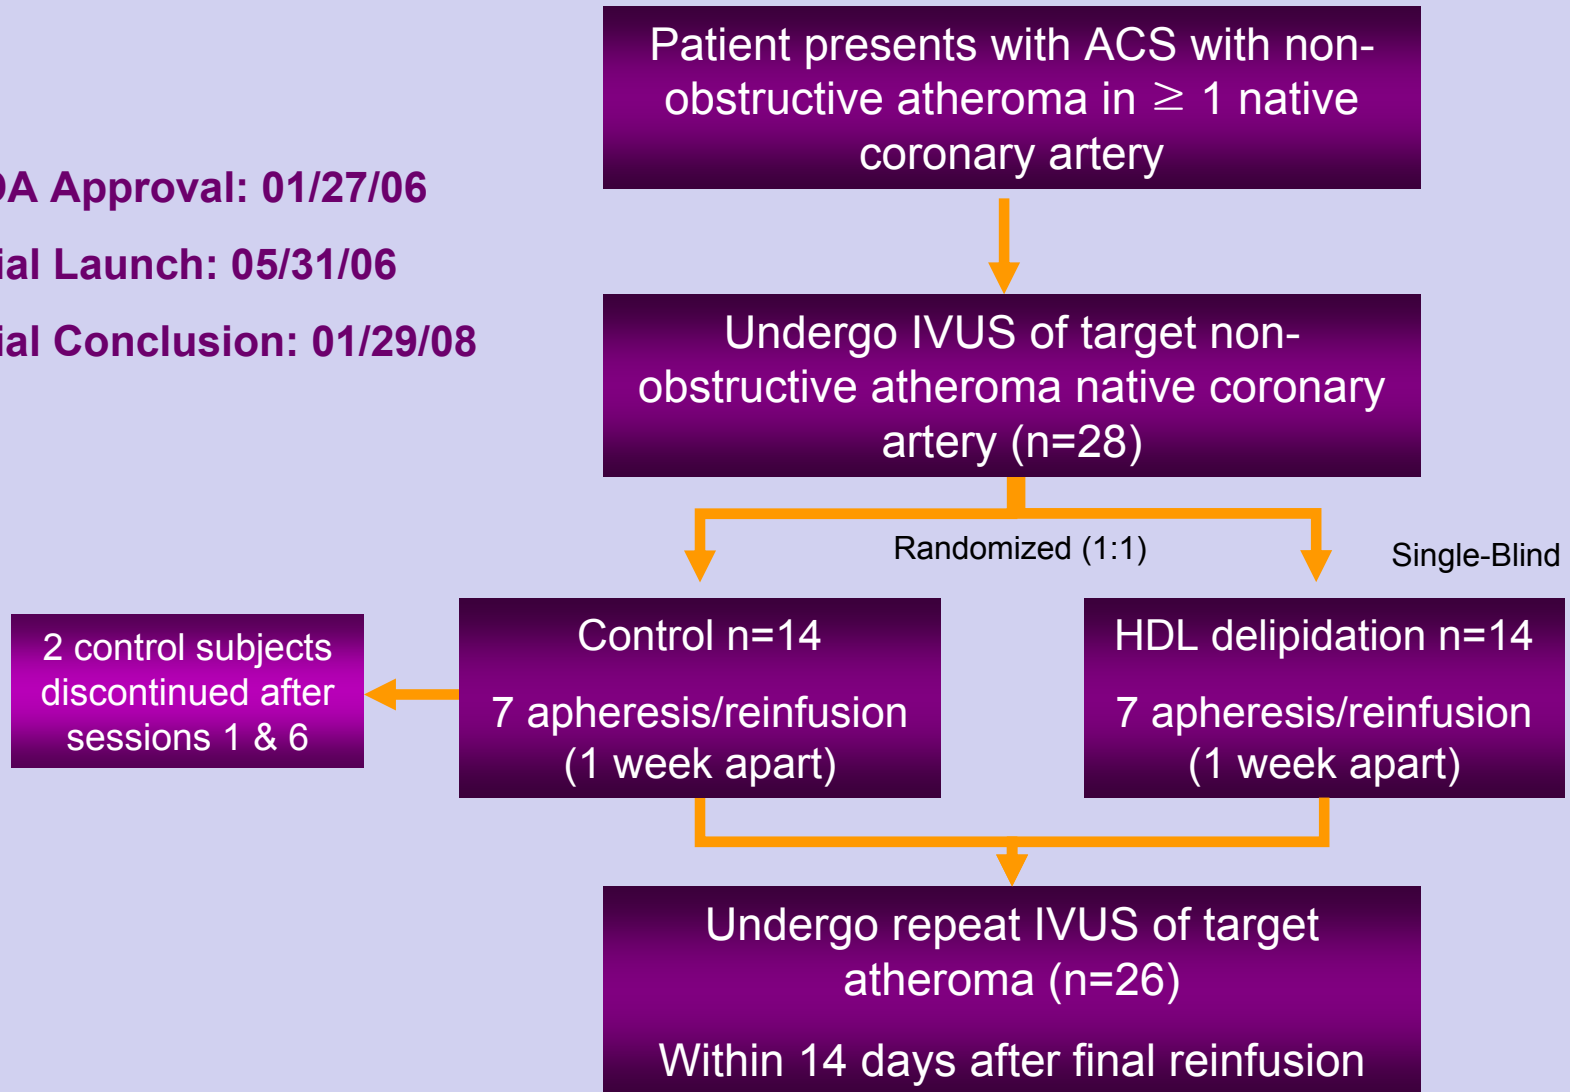 Patient presents with ACS with non-
obstructive atheroma in ≥ 1 native
coronary artery
DA Approval: 01/27/06
ial Launch: 05/31/06
ial Conclusion: 01/29/08
Undergo IVUS of target non-
obstructive atheroma native coronary
artery (n=28)
Randomized (1:1)
Single-Blind
2 control subjects
discontinued after
sessions 1 & 6
Control n=14
7 apheresis/reinfusion
(1 week apart)
HDL delipidation n=14
7 apheresis/reinfusion
(1 week apart)
Undergo repeat IVUS of target
atheroma (n=26)
Within 14 days after final reinfusion